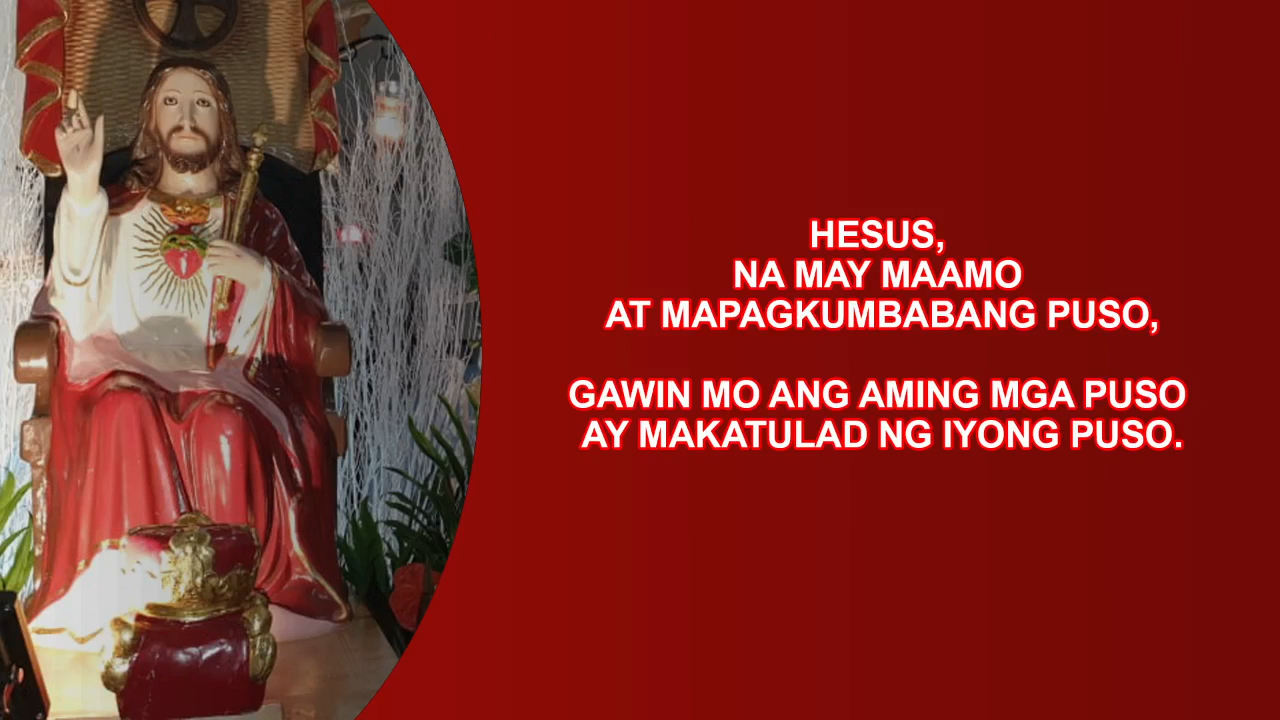 HESUS,
NA MAY MAAMO
AT MAPAGKUMBABANG PUSO,
GAWIN MO ANG AMING MGA PUSO
AY MAKATULAD NG IYONG PUSO.